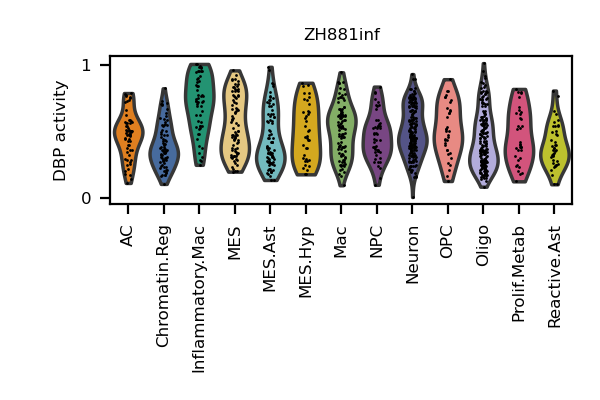 ZH881inf
1
DBP activity
0
AC
Chromatin.Reg
Inflammatory.Mac
MES
MES.Ast
MES.Hyp
Mac
NPC
Neuron
OPC
Oligo
Prolif.Metab
Reactive.Ast